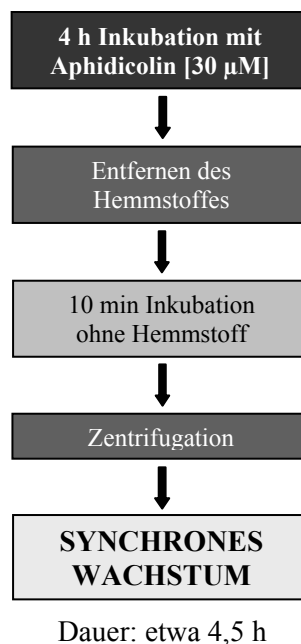 4 h Inkubation mit
Aphidicolin [30 µM]
Entfernen des
Hemmstoffes
10 min Inkubation
ohne Hemmstoff
Zentrifugation
SYNCHRONES
WACHSTUM
Dauer: etwa 4,5 h